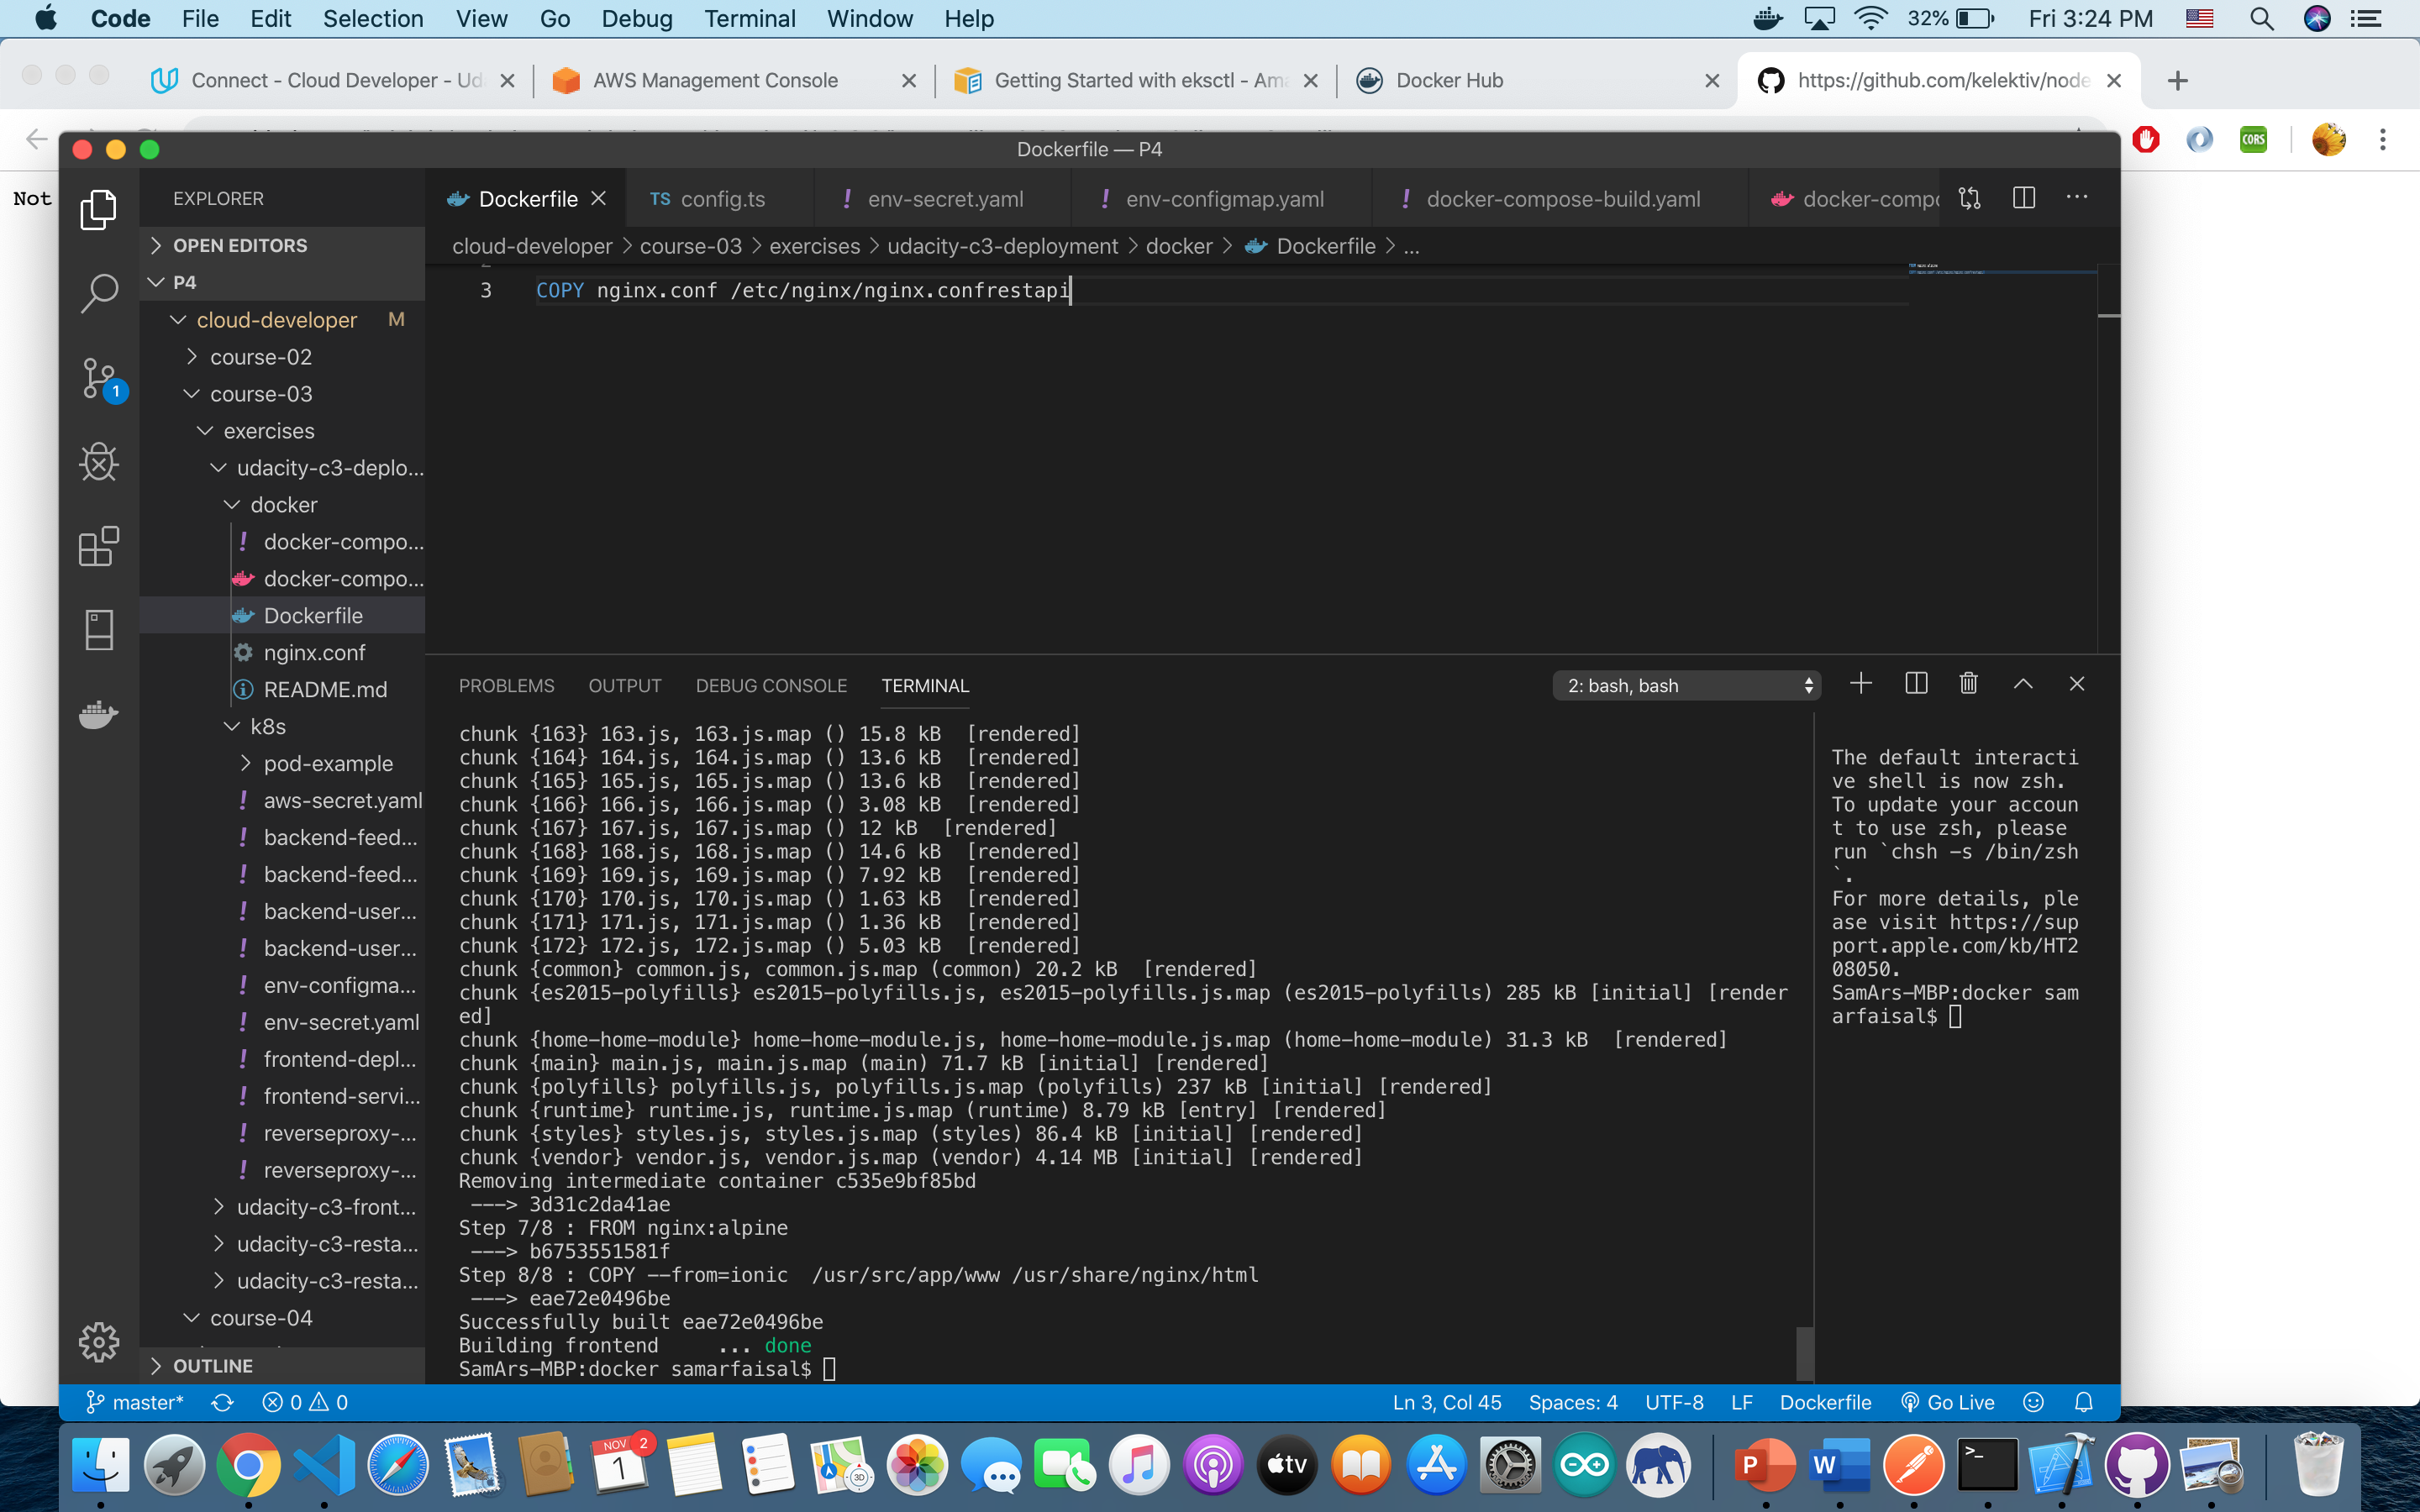 Code File Edit Selection View Go Debug Terminal Window Help 32% Fri 3:24 PM
Connect - Cloud Developer - Ud AWS Management Console Getting Started with eksctl - Ama Docker Hub https://github.com/kelektiv/node
CORS
Dockerfile — P4
Not
EXPLORER
Dockerfile TS config.ts ! env-secret.yaml ! env-configmap.yaml ! docker-compose-build.yaml docker-compo ...
cloud-developer > course-03 > exercises > udacity-c3-deployment > docker > Dockerfile > ...
OPEN EDITORS
P4
cloud-developer M
course-02
course-03
exercises
udacity-c3-deplo...
docker
! docker-compo...
docker-compo...
Dockerfile
nginx.conf
README.md
k8s
pod-example
! aws-secret.yaml
! backend-feed...
! backend-feed...
! backend-user...
! backend-user...
! env-configma...
! env-secret.yaml
! frontend-depl...
! frontend-servi...
! reverseproxy-...
! reverseproxy-...
udacity-c3-front...
udacity-c3-resta...
udacity-c3-resta...
course-04
OUTLINE
1
3 COPY nginx.conf /etc/nginx/nginx.confrestapi
PROBLEMS OUTPUT DEBUG CONSOLE TERMINAL 2: bash, bash
chunk {163} 163.js, 163.js.map () 15.8 kB  [rendered]
chunk {164} 164.js, 164.js.map () 13.6 kB  [rendered]
chunk {165} 165.js, 165.js.map () 13.6 kB  [rendered]
chunk {166} 166.js, 166.js.map () 3.08 kB  [rendered]
chunk {167} 167.js, 167.js.map () 12 kB  [rendered]
chunk {168} 168.js, 168.js.map () 14.6 kB  [rendered]
chunk {169} 169.js, 169.js.map () 7.92 kB  [rendered]
chunk {170} 170.js, 170.js.map () 1.63 kB  [rendered]
chunk {171} 171.js, 171.js.map () 1.36 kB  [rendered]
chunk {172} 172.js, 172.js.map () 5.03 kB  [rendered]
chunk {common} common.js, common.js.map (common) 20.2 kB  [rendered]
chunk {es2015-polyfills} es2015-polyfills.js, es2015-polyfills.js.map (es2015-polyfills) 285 kB [initial] [render
ed]
chunk {home-home-module} home-home-module.js, home-home-module.js.map (home-home-module) 31.3 kB  [rendered]
chunk {main} main.js, main.js.map (main) 71.7 kB [initial] [rendered]
chunk {polyfills} polyfills.js, polyfills.js.map (polyfills) 237 kB [initial] [rendered]
chunk {runtime} runtime.js, runtime.js.map (runtime) 8.79 kB [entry] [rendered]
chunk {styles} styles.js, styles.js.map (styles) 86.4 kB [initial] [rendered]
chunk {vendor} vendor.js, vendor.js.map (vendor) 4.14 MB [initial] [rendered]
Removing intermediate container c535e9bf85bd
 ---> 3d31c2da41ae
Step 7/8 : FROM nginx:alpine
 ---> b6753551581f
Step 8/8 : COPY --from=ionic  /usr/src/app/www /usr/share/nginx/html
 ---> eae72e0496be
Successfully built eae72e0496be
Building frontend     ... done
SamArs-MBP:docker samarfaisal$
The default interacti
ve shell is now zsh.
To update your accoun
t to use zsh, please
run `chsh -s /bin/zsh
`.
For more details, ple
ase visit https://sup
port.apple.com/kb/HT2
08050.
SamArs-MBP:docker sam
arfaisal$
master* 0 0 Ln 3, Col 45 Spaces: 4 UTF-8 LF Dockerfile Go Live
NOV 2
1
3D
tv
P
W
>_